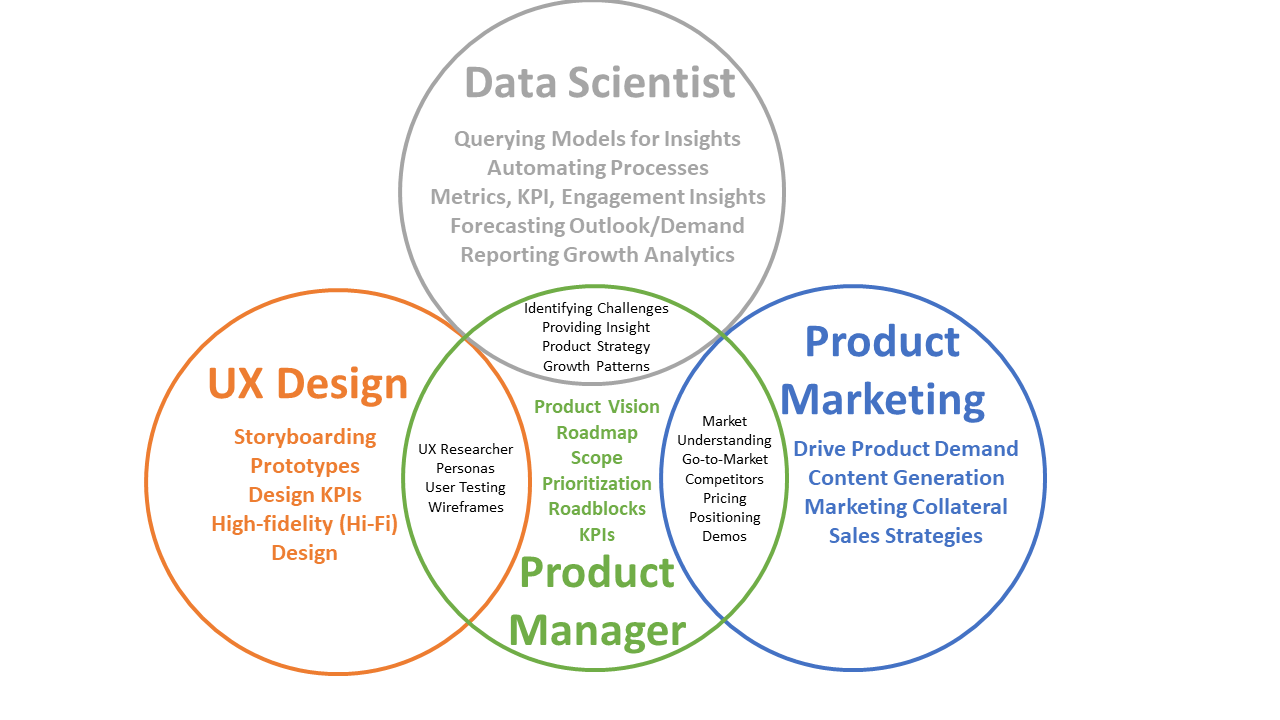 Data Scientist
Querying Models for Insights
Automating Processes
Metrics, KPI, Engagement Insights
Forecasting Outlook/Demand
Reporting Growth Analytics
Identifying Challenges
Providing Insight
Product Strategy
Growth Patterns
UX Design
Storyboarding
Prototypes
Design KPIs
High-fidelity (Hi-Fi)
Design
UX Researcher
Personas
User Testing
Wireframes
Product Vision
Roadmap
Scope
Prioritization
Roadblocks
KPIs
Product
Manager
Market
Understanding
Go-to-Market
Competitors
Pricing
Positioning
Demos
Product
Marketing
Drive Product Demand
Content Generation
Marketing Collateral
Sales Strategies